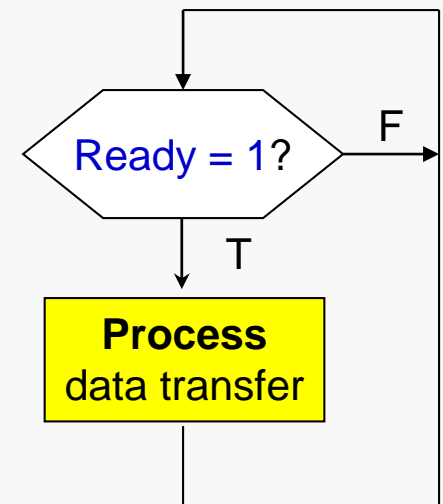 Ready = 1?
F
T
Process
data transfer